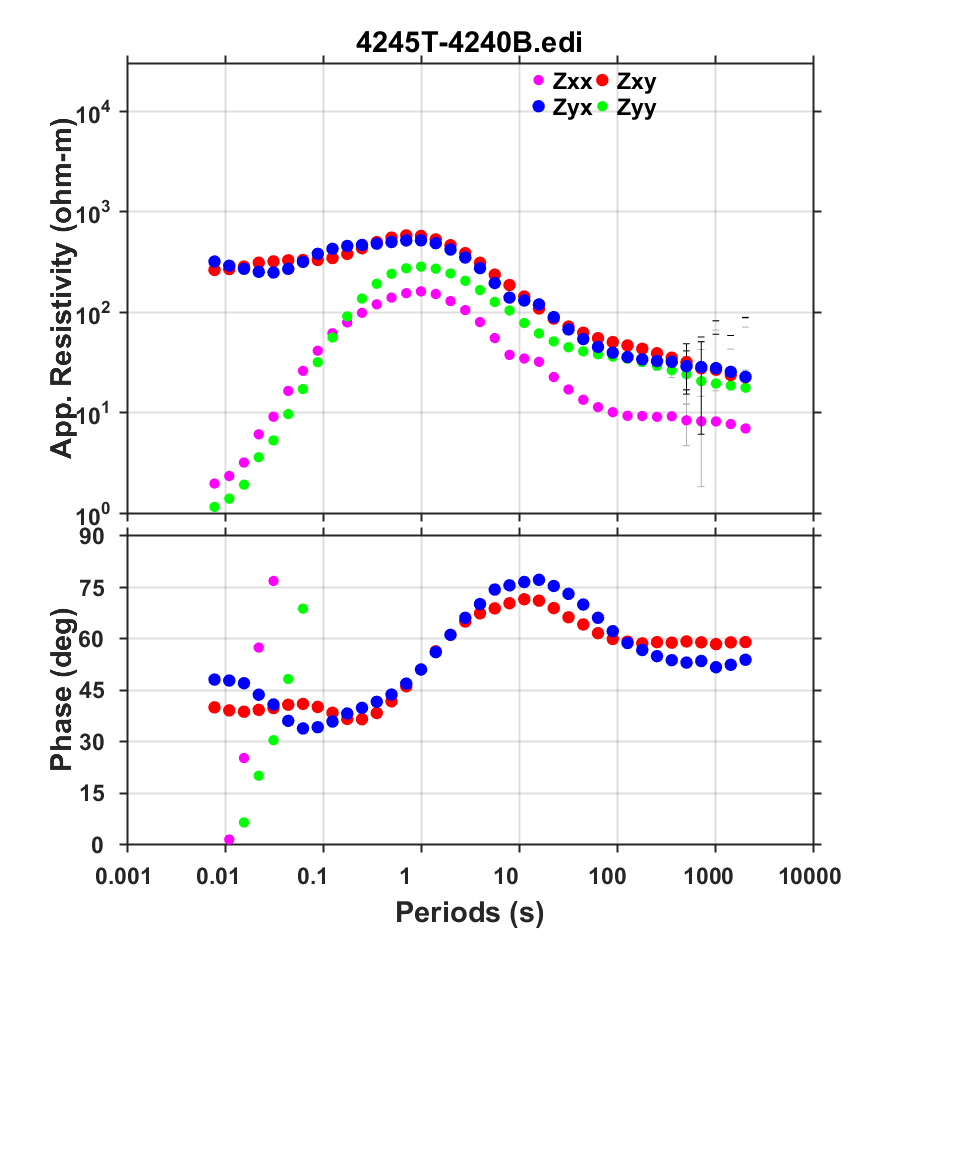 4245T-4240B.edi
Zxx Zxy
Zyx Zyy
App. Resistivity (ohm-m)
10^4
10^3
10^2
10^1
10^0
Phase (deg)
90
75
60
45
30
15
0
0.001 0.01 0.1 1 10 100 1000 10000
Periods (s)